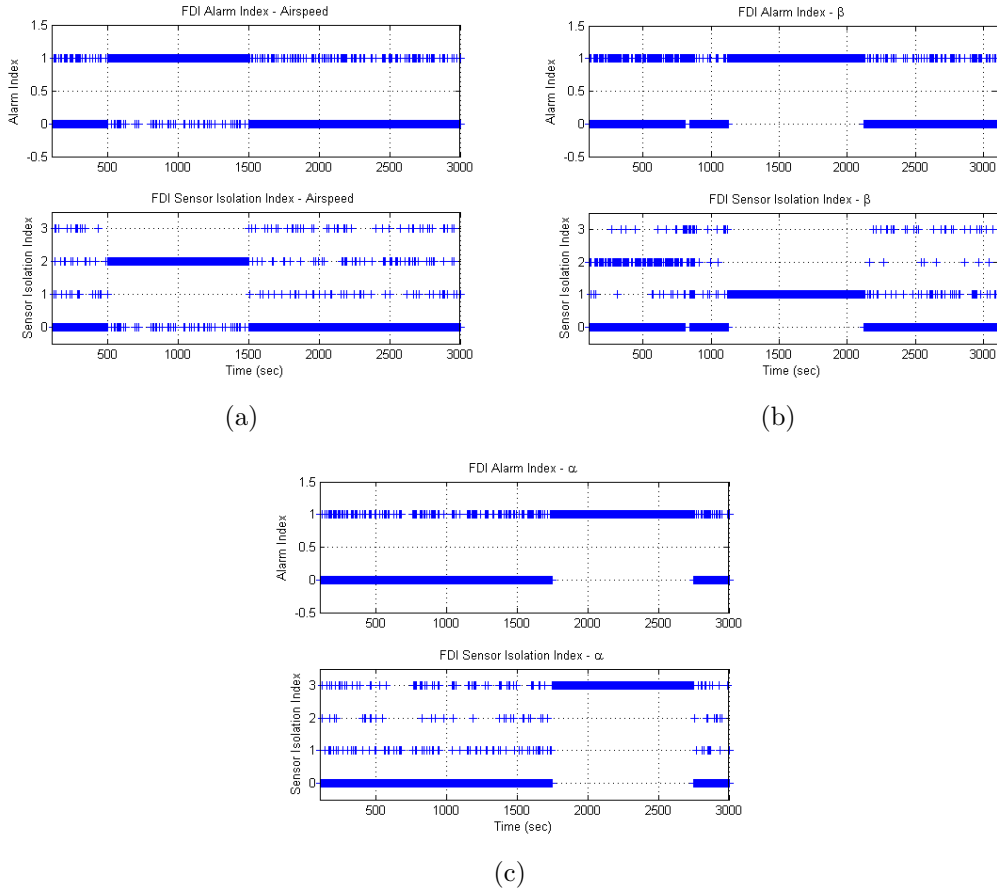 FDI Alarm Index - Airspeed
1.5
1
0.5
0
-0.5
Alarm Index
500 1000 1500 2000 2500 3000
FDI Sensor Isolation Index - Airspeed
3
2
1
0
Sensor Isolation Index
500 1000 1500 2000 2500 3000
Time (sec)
(a)
FDI Alarm Index - β
1.5
1
0.5
0
-0.5
Alarm Index
500 1000 1500 2000 2500 3000
FDI Sensor Isolation Index - β
3
2
1
0
Sensor Isolation Index
500 1000 1500 2000 2500 3000
Time (sec)
(b)
FDI Alarm Index - α
1.5
1
0.5
0
-0.5
Alarm Index
500 1000 1500 2000 2500 3000
FDI Sensor Isolation Index - α
3
2
1
0
Sensor Isolation Index
500 1000 1500 2000 2500 3000
Time (sec)
(c)